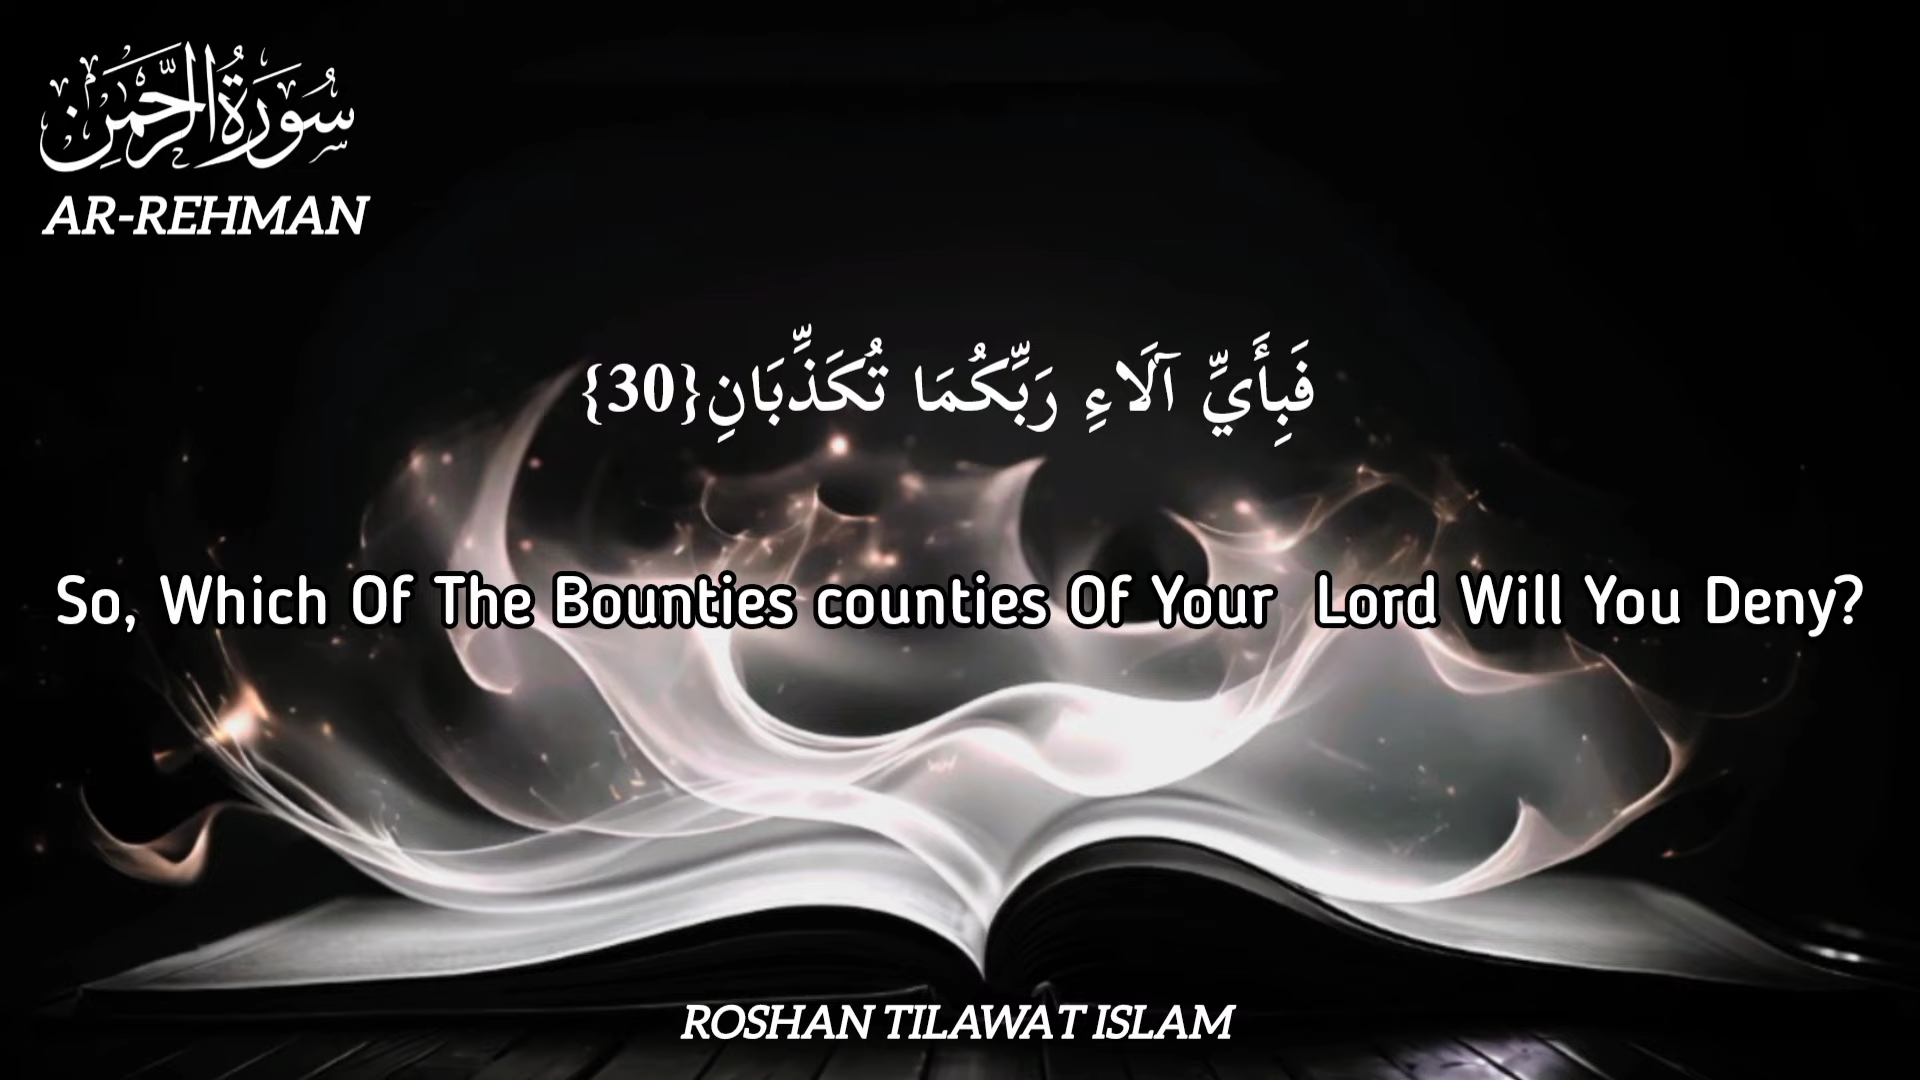 سُورَةُ الرَّحْمٰنِ
AR-REHMAN
فَبِأَيِّ آلَاءِ رَبِّكُمَا تُكَذِّبَانِ{30}
So, Which Of The Bounties counties Of Your Lord Will You Deny?
ROSHAN TILAWAT ISLAM